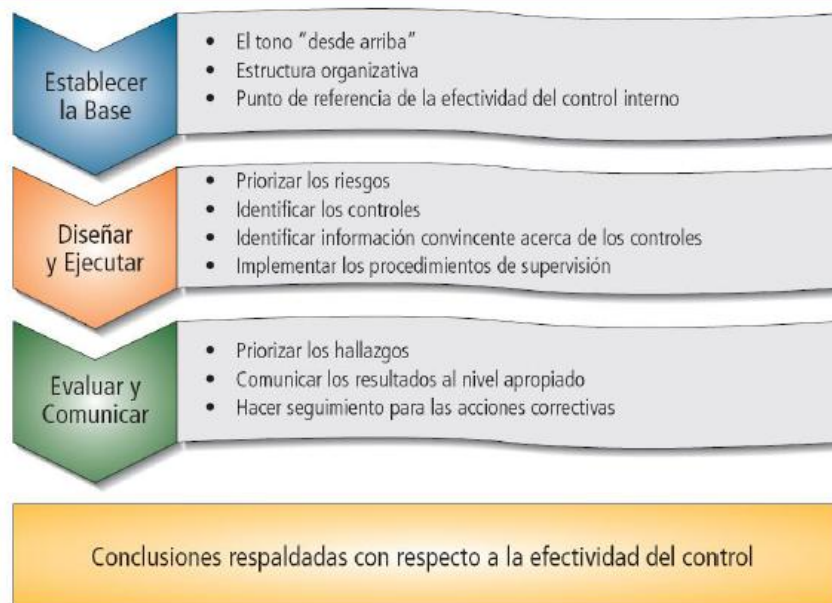 Establecer
la Base
• El tono “desde arriba”
• Estructura organizativa
• Punto de referencia de la efectividad del control interno
Diseñar
y Ejecutar
• Priorizar los riesgos
• Identificar los controles
• Identificar información convincente acerca de los controles
• Implementar los procedimientos de supervisión
Evaluar y
Comunicar
• Priorizar los hallazgos
• Comunicar los resultados al nivel apropiado
• Hacer seguimiento para las acciones correctivas
Conclusiones respaldadas con respecto a la efectividad del control